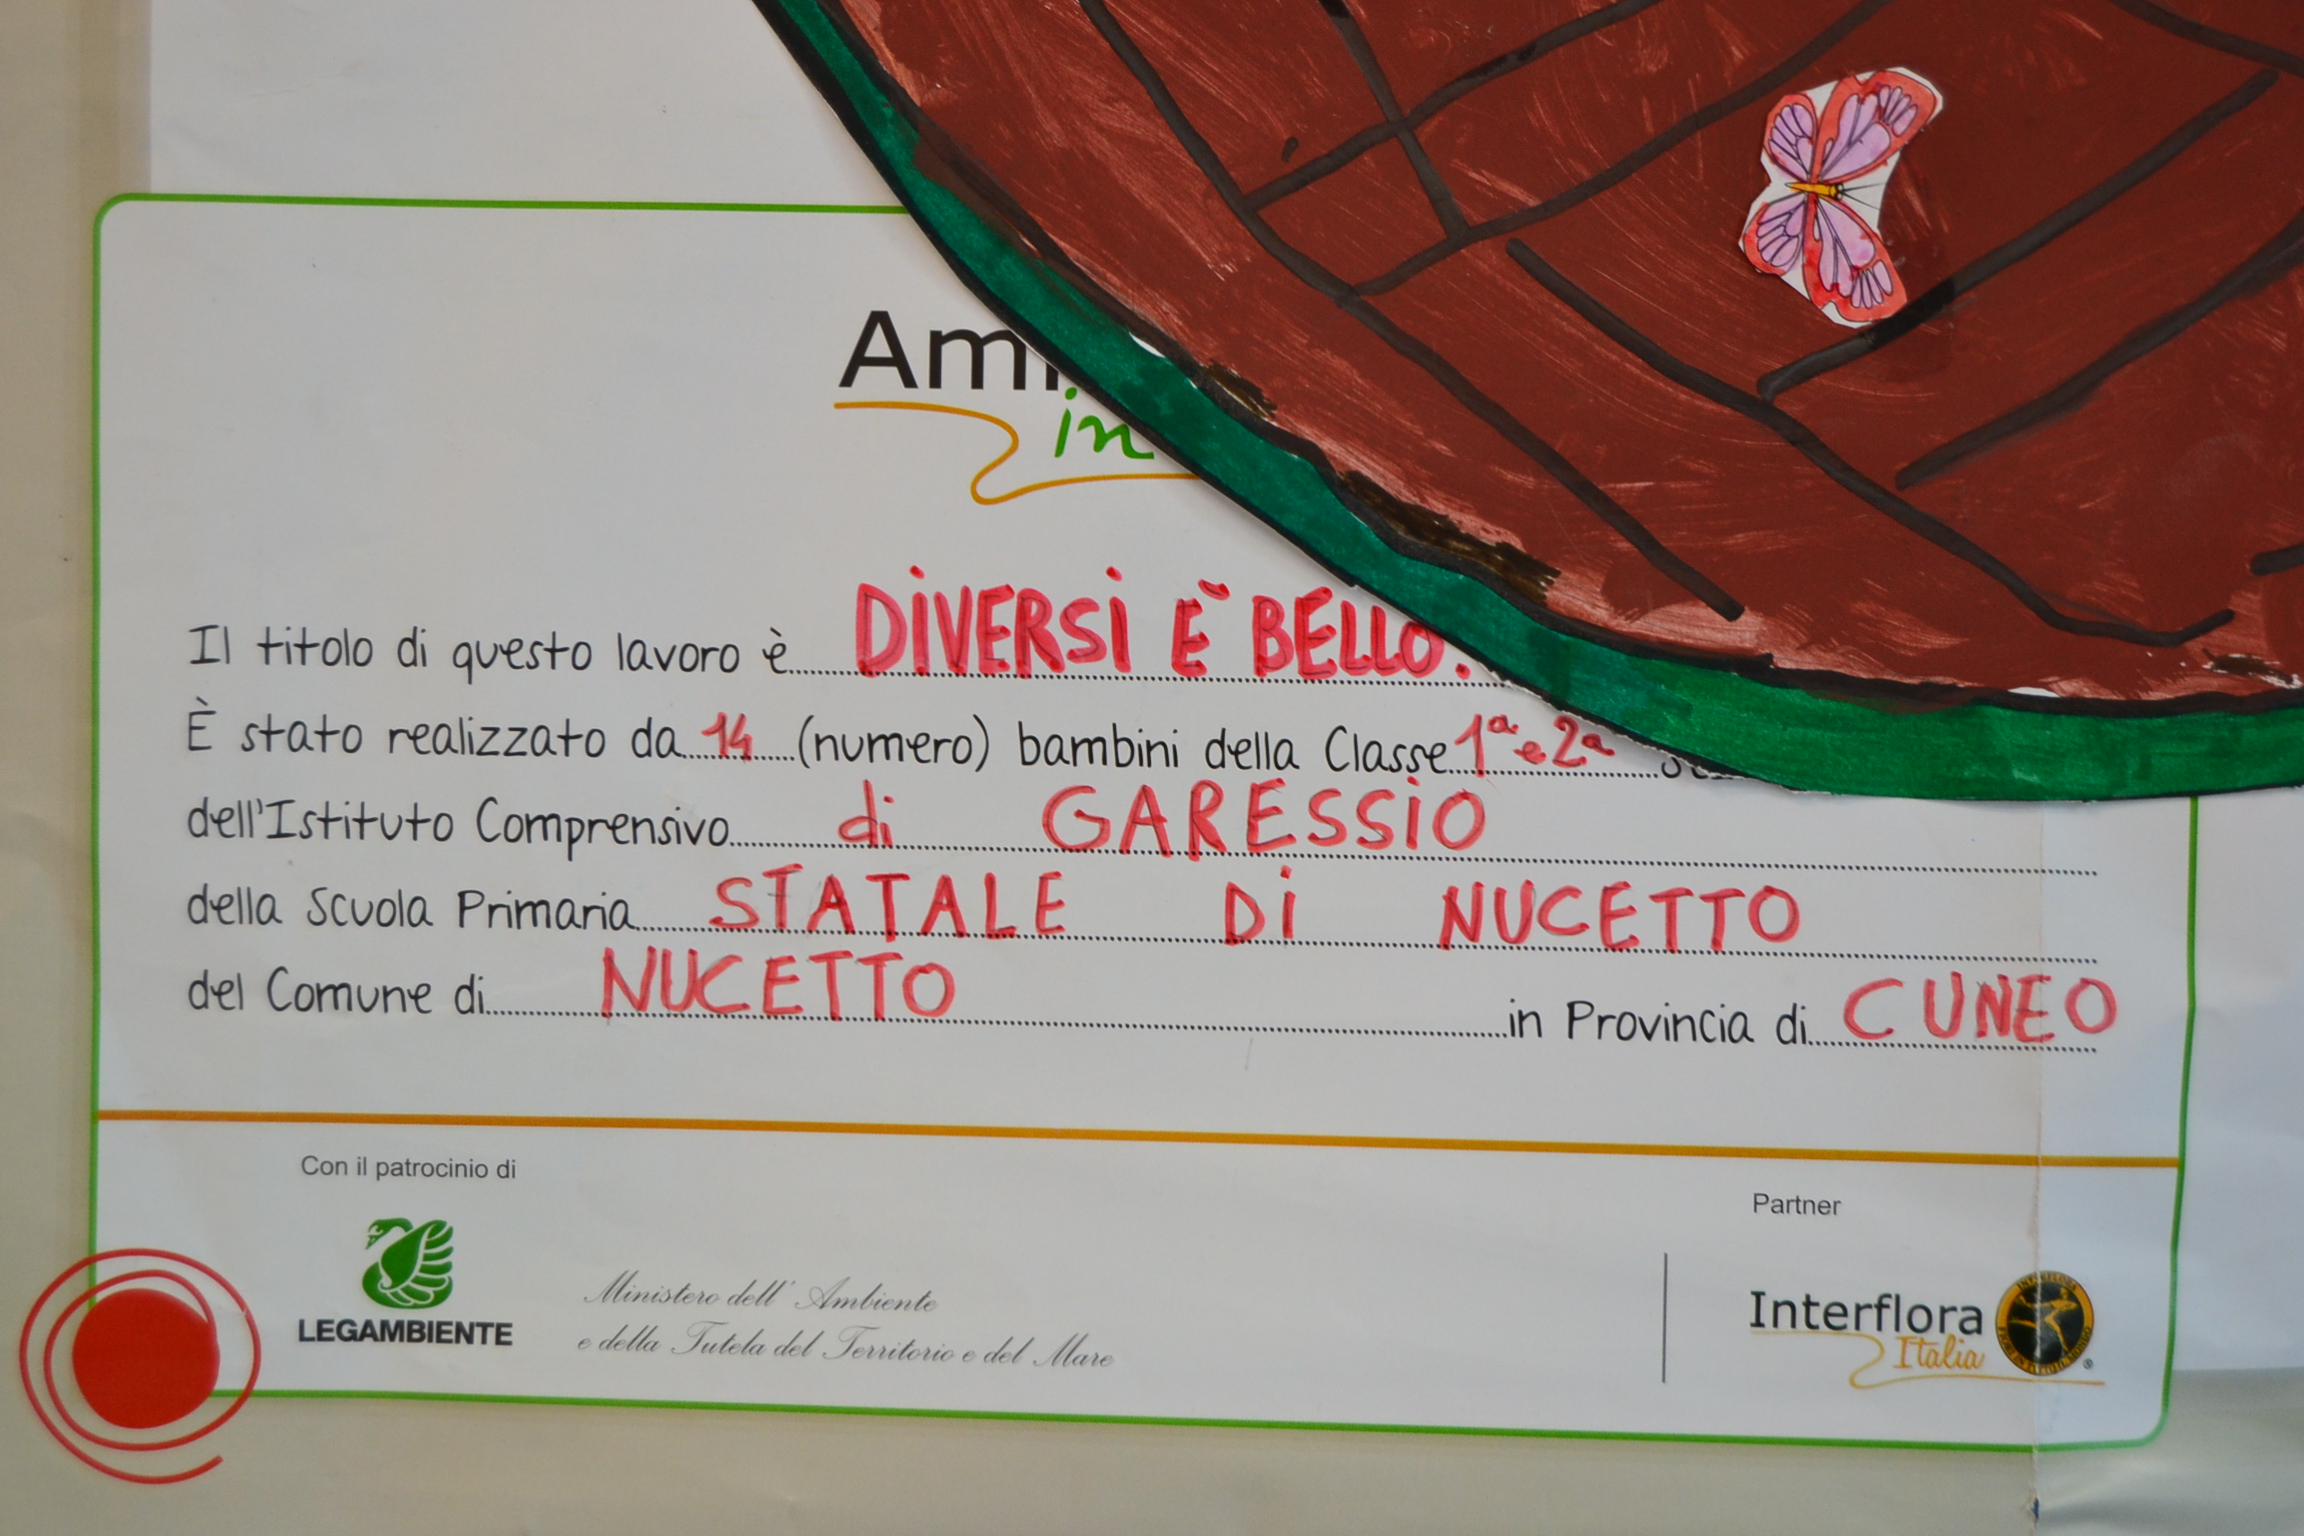 in
Il titolo di questo lavoro è DIVERSI È BELLO.
È stato realizzato da 14 (numero) bambini della Classe 1ª e 2ª
dell'Istituto Comprensivo di GARESSIO
della Scuola Primaria STATALE DI NUCETTO
del Comune di NUCETTO in Provincia di CUNEO
Con il patrocinio di
Partner
LEGAMBIENTE
Ministero dell'Ambiente
e della Tutela del Territorio e del Mare
Interflora
Italia